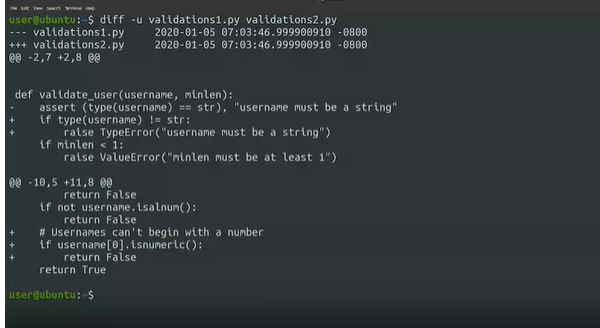 File Edit View Search Terminal Help
user@ubuntu:~$ diff -u validations1.py validations2.py
--- validations1.py     2020-01-05 07:03:46.999900910 -0800
+++ validations2.py     2020-01-05 07:03:46.999900910 -0800
@@ -2,7 +2,8 @@
 def validate_user(username, minlen):
-    assert (type(username) == str), "username must be a string"
+    if type(username) != str:
+        raise TypeError("username must be a string")
     if minlen < 1:
         raise ValueError("minlen must be at least 1")
@@ -10,5 +11,8 @@
         return False
     if not username.isalnum():
         return False
+    # Usernames can't begin with a number
+    if username[0].isnumeric():
+        return False
     return True
user@ubuntu:~$